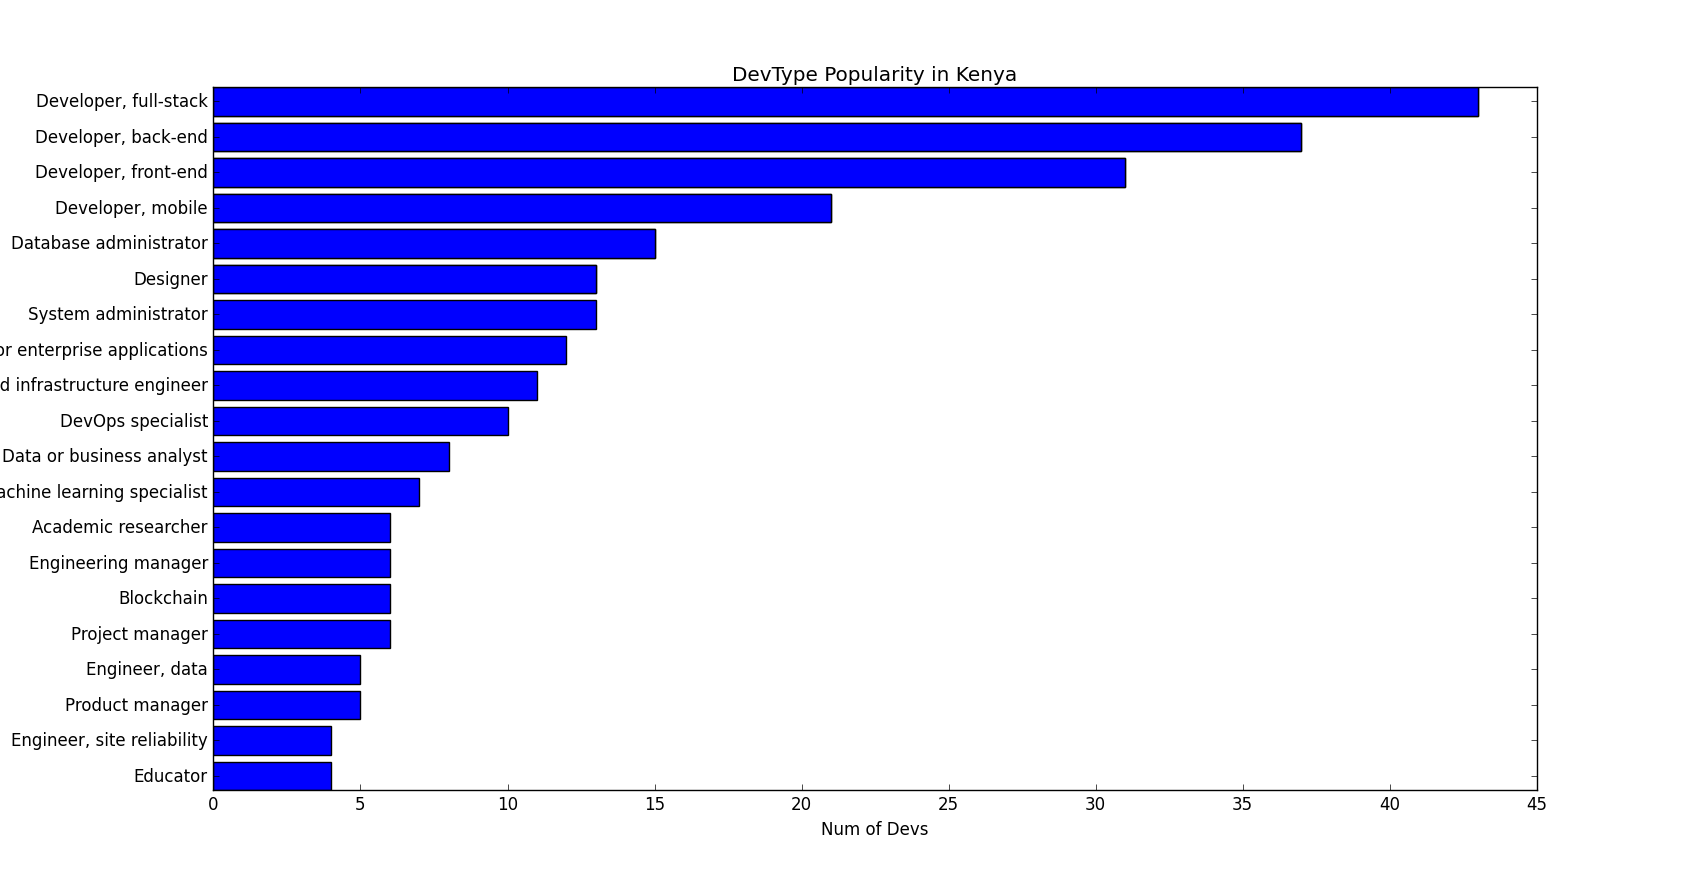 DevType Popularity in Kenya
Developer, full-stack
Developer, back-end
Developer, front-end
Developer, mobile
Database administrator
Designer
System administrator
or enterprise applications
d infrastructure engineer
DevOps specialist
Data or business analyst
achine learning specialist
Academic researcher
Engineering manager
Blockchain
Project manager
Engineer, data
Product manager
Engineer, site reliability
Educator
0 5 10 15 20 25 30 35 40 45
Num of Devs